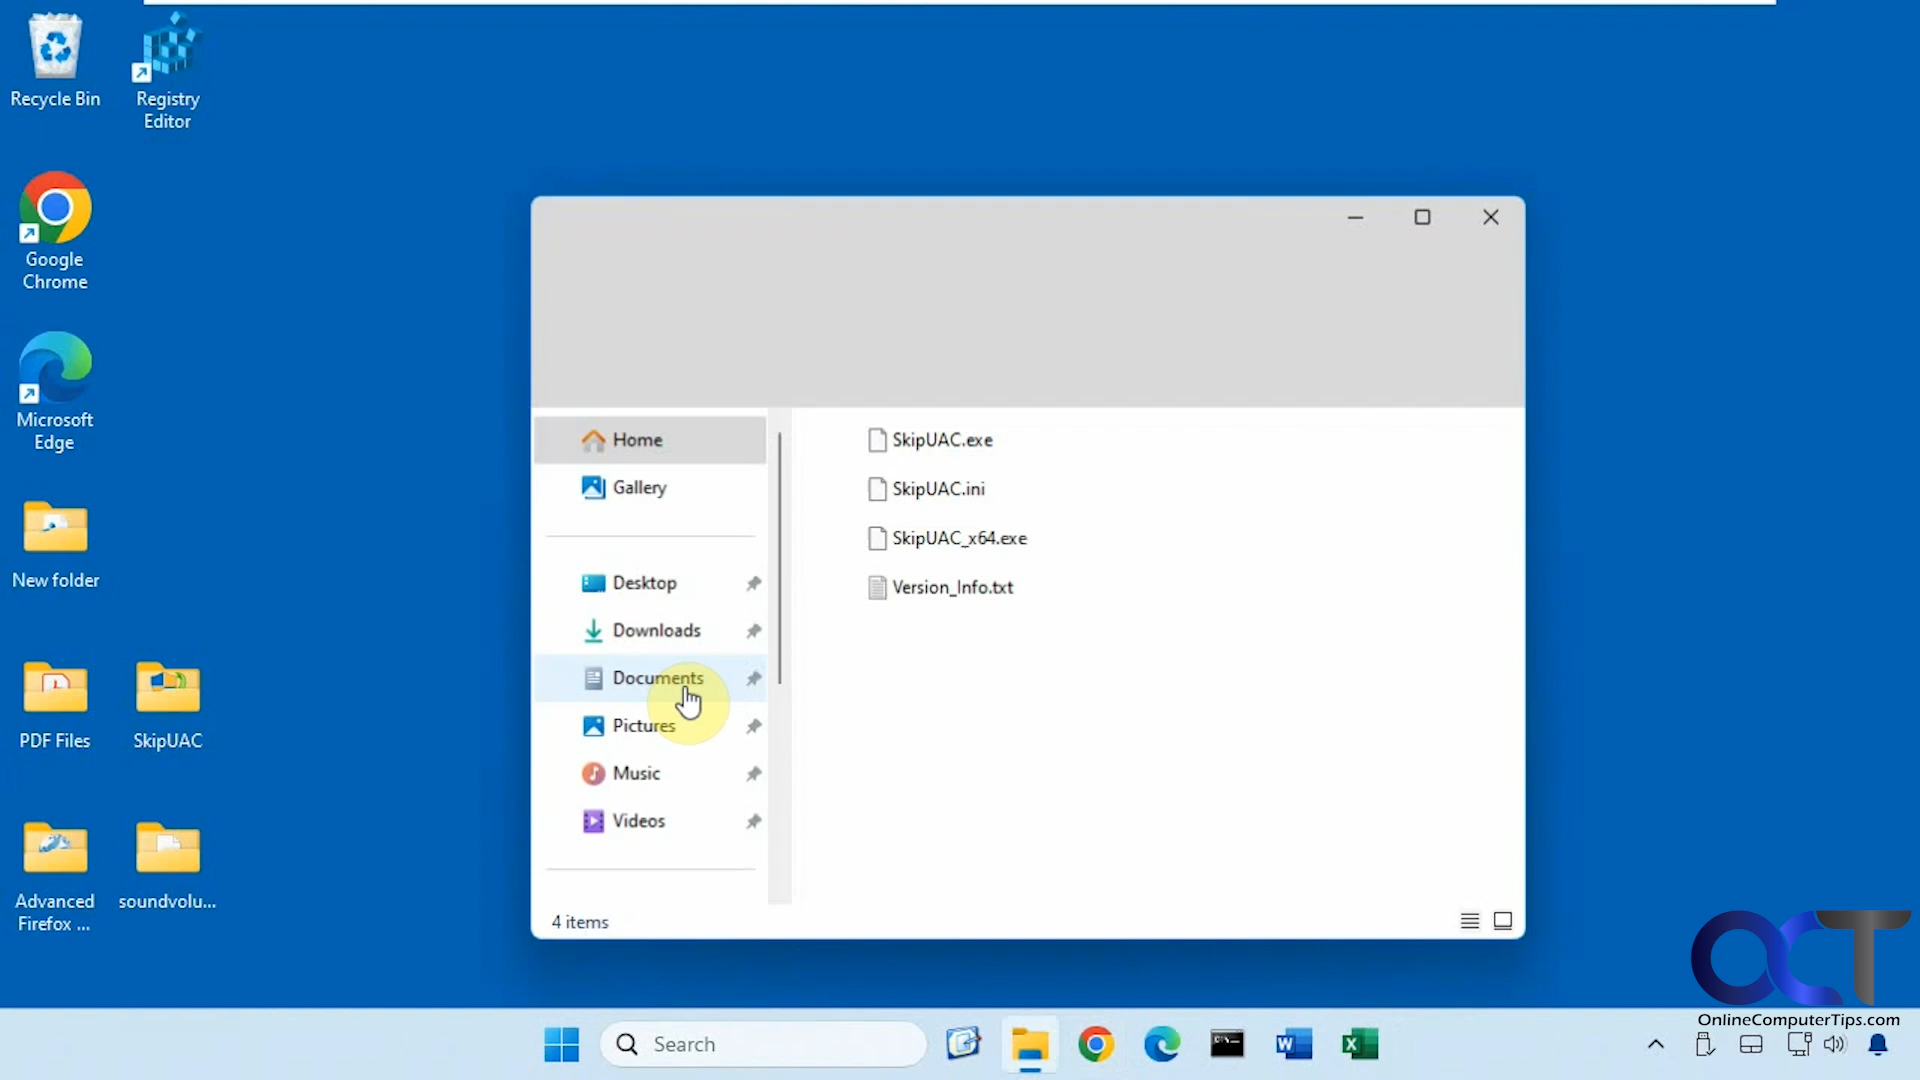 Recycle Bin
Registry
Editor
Google
Chrome
Microsoft
Edge
New folder
PDF Files
SkipUAC
Advanced
Firefox ...
soundvolu...
Home
Gallery
Desktop
Downloads
Documents
Pictures
Music
Videos
SkipUAC.exe
SkipUAC.ini
SkipUAC_x64.exe
Version_Info.txt
4 items
OCT
OnlineComputerTips.com
Search